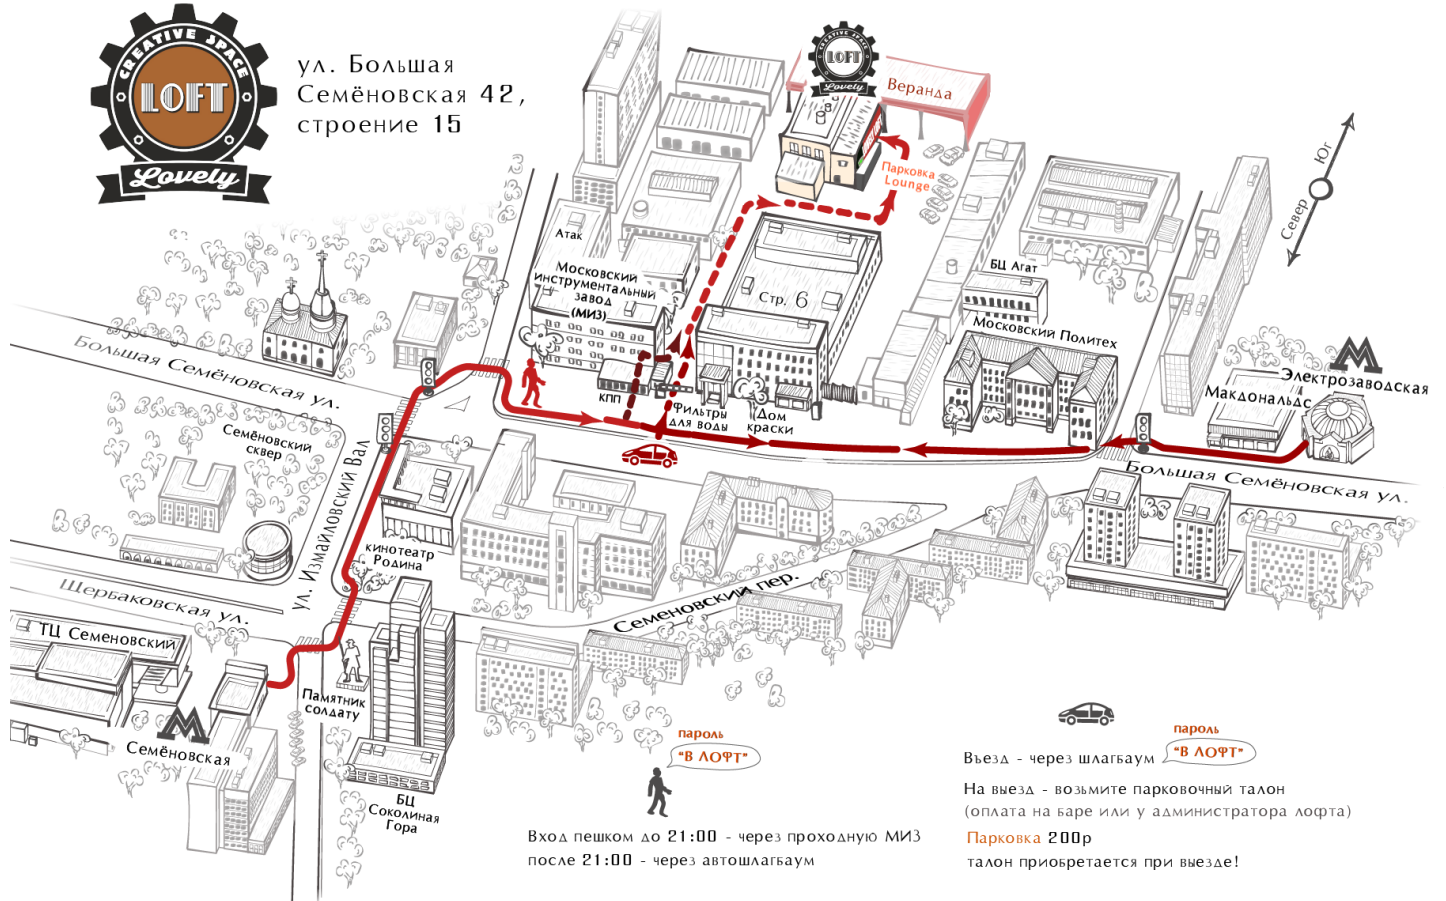 CREATIVE SPACE
LOFT
Lovely
ул. Большая
Семёновская 42,
строение 15
CREATIVE SPACE
LOFT
Lovely
Веранда
Парковка
Lounge
Юг
Север
Атак
Московский
инструментальный
завод
(МИЗ)
Стр. 6
БЦ Агат
Московский Политех
Электрозаводская
Макдональдс
КПП
Фильтры
для воды
Дом
краски
Большая Семёновская ул.
Большая Семёновская ул.
Семёновский
сквер
ул. Измайловский Вал
кинотеатр
Родина
Щербаковская ул.
Семёновский пер.
ТЦ Семеновский
Памятник
солдату
Семёновская
БЦ
Соколиная
Гора
пароль
"В ЛОФТ"
Вход пешком до 21:00 - через проходную МИЗ
после 21:00 - через автошлагбаум
пароль
Въезд - через шлагбаум "В ЛОФТ"
На выезд - возьмите парковочный талон
(оплата на баре или у администратора лофта)
Парковка 200р
талон приобретается при выезде!